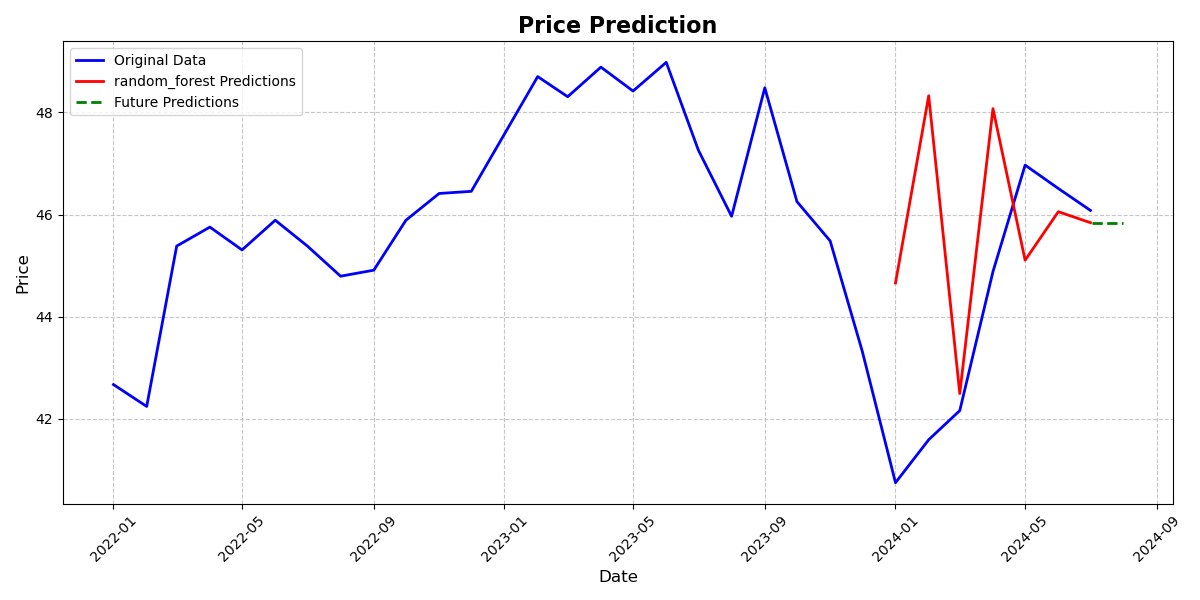 Price Prediction
Original Data
random_forest Predictions
Future Predictions
Price
48
46
44
42
2022-01
2022-05
2022-09
2023-01
2023-05
2023-09
2024-01
2024-05
2024-09
Date